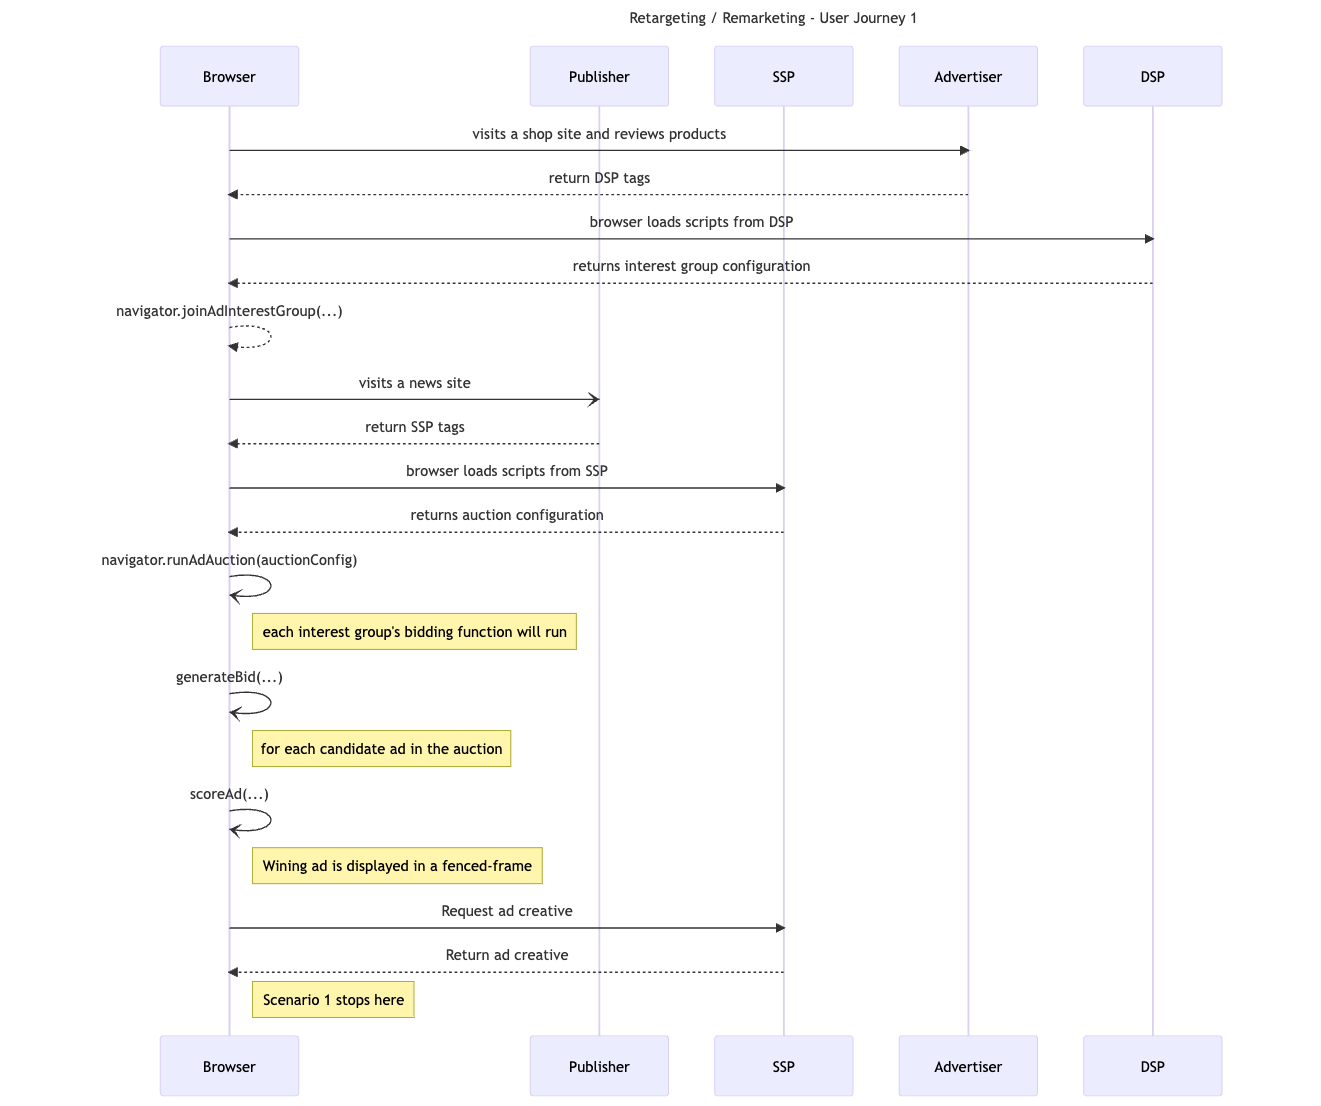 Retargeting / Remarketing - User Journey 1
Browser
Publisher
SSP
Advertiser
DSP
visits a shop site and reviews products
return DSP tags
browser loads scripts from DSP
returns interest group configuration
navigator.joinAdInterestGroup(...)
visits a news site
return SSP tags
browser loads scripts from SSP
returns auction configuration
navigator.runAdAuction(auctionConfig)
each interest group's bidding function will run
generateBid(...)
for each candidate ad in the auction
scoreAd(...)
Wining ad is displayed in a fenced-frame
Request ad creative
Return ad creative
Scenario 1 stops here
Browser
Publisher
SSP
Advertiser
DSP